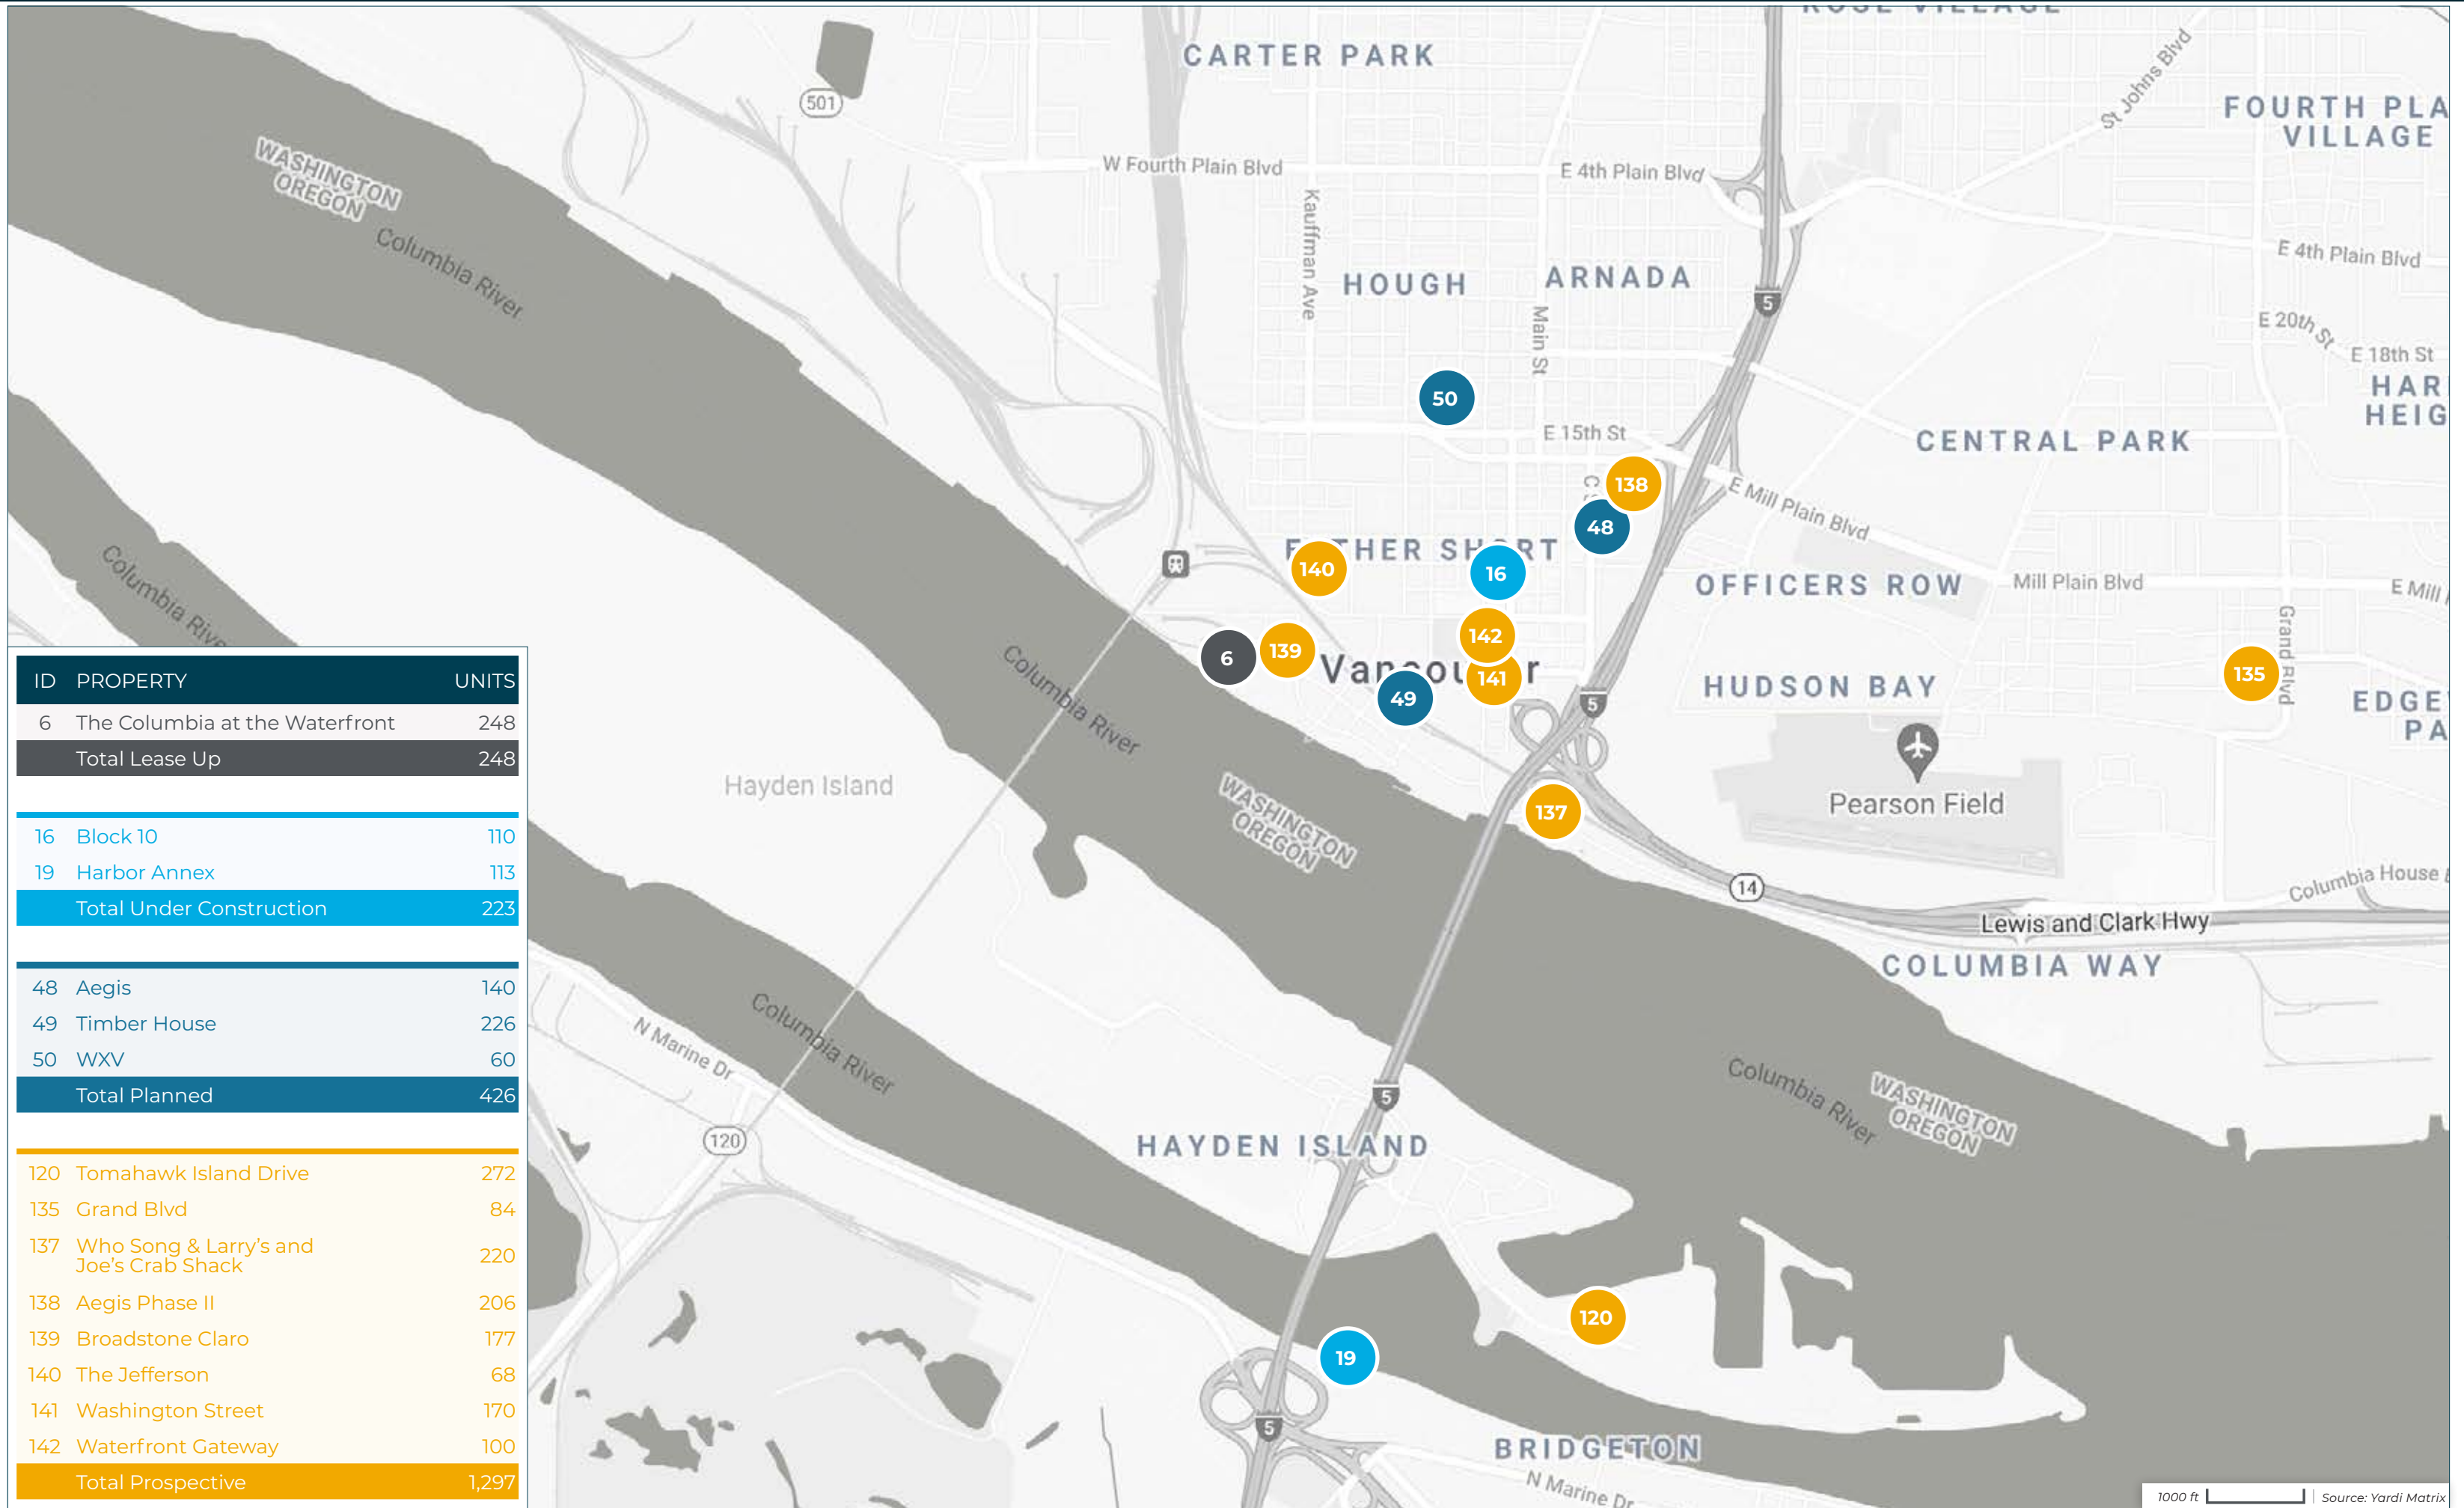 CARTER PARK
501
FOURTH PLA
VILLAGE
St Johns Blvd
W Fourth Plain Blvd
E 4th Plain Blvd
WASHINGTON
OREGON
Columbia River
Kauffman Ave
HOUGH
ARNADA
5
E 4th Plain Blvd
E 20th St
E 18th St
HAR
HEIG
Main St
50
E 15th St
CENTRAL PARK
138
E Mill Plain Blvd
48
140
16
OFFICERS ROW
Mill Plain Blvd
E Mill
Columbia River
6
139
142
141
49
5
HUDSON BAY
135
Grand Blvd
EDGE
PA
Columbia River
Hayden Island
WASHINGTON
OREGON
137
Pearson Field
14
Columbia House
Lewis and Clark Hwy
COLUMBIA WAY
Columbia River
N Marine Dr
120
5
HAYDEN ISLAND
Columbia River
WASHINGTON
OREGON
120
19
5
BRIDGETON
N Marine Dr
ID PROPERTY UNITS
6 The Columbia at the Waterfront 248
Total Lease Up 248
16 Block 10 110
19 Harbor Annex 113
Total Under Construction 223
48 Aegis 140
49 Timber House 226
50 WXV 60
Total Planned 426
120 Tomahawk Island Drive 272
135 Grand Blvd 84
137 Who Song & Larry's and
Joe's Crab Shack 220
138 Aegis Phase II 206
139 Broadstone Claro 177
140 The Jefferson 68
141 Washington Street 170
142 Waterfront Gateway 100
Total Prospective 1,297
1000 ft
Source: Yardi Matrix